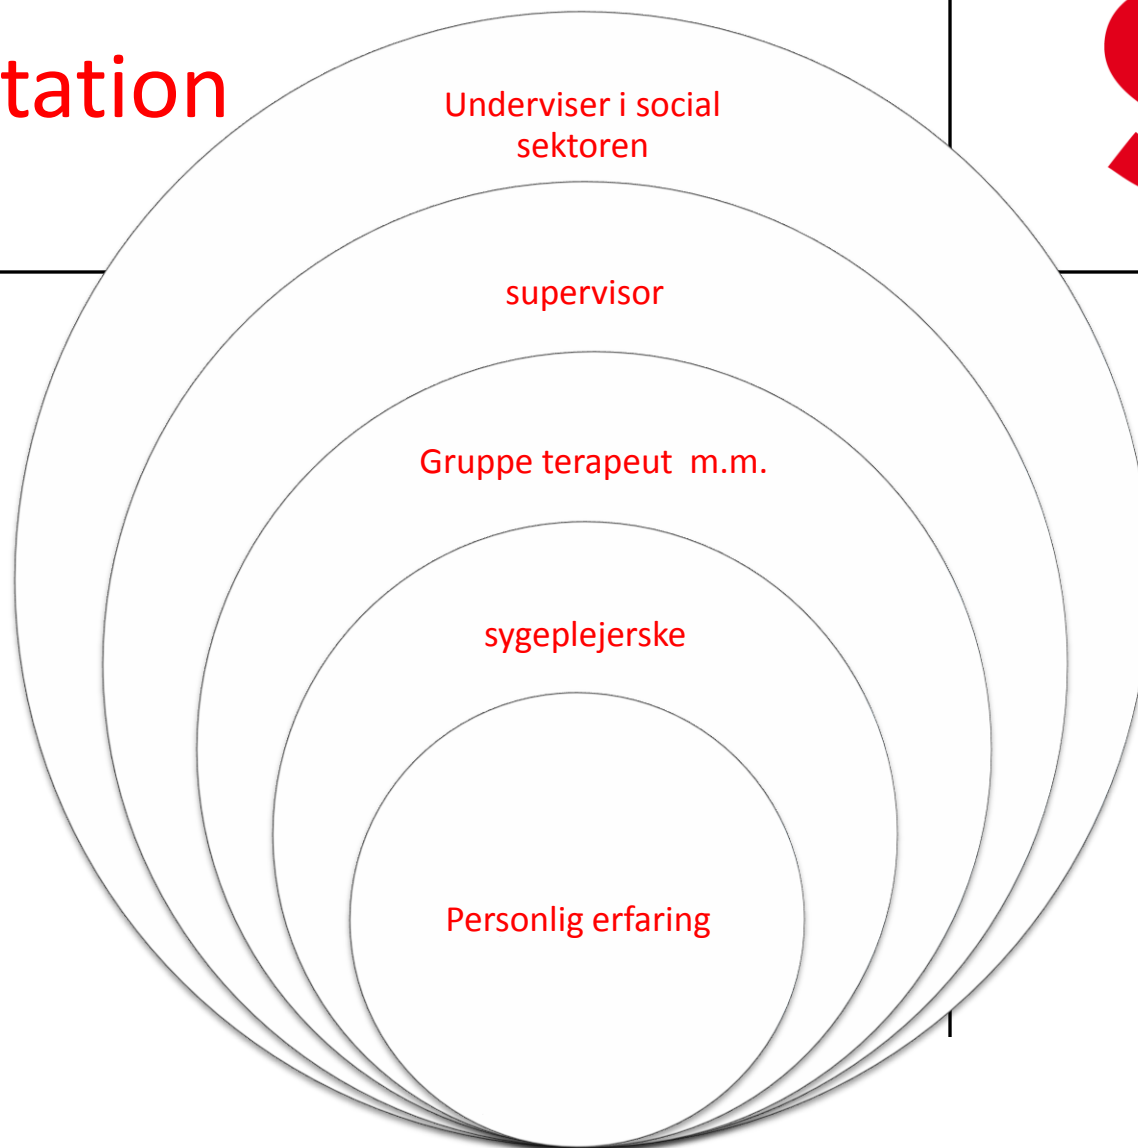 tation
Underviser i social
sektoren
supervisor
Gruppe terapeut m.m.
sygeplejerske
Personlig erfaring